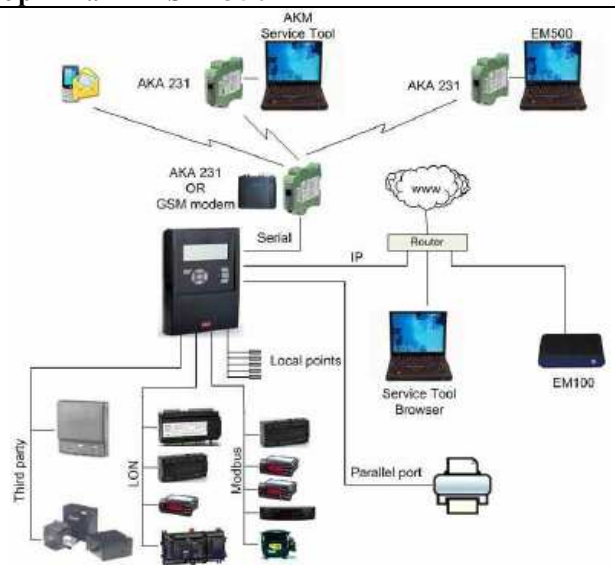 AKM
Service Tool
EM500
AKA 231
AKA 231
AKA 231
OR
GSM modem
www
Serial
Router
IP
Local points
Service Tool
Browser
EM100
Third party
LON
Modbus
Parallel port